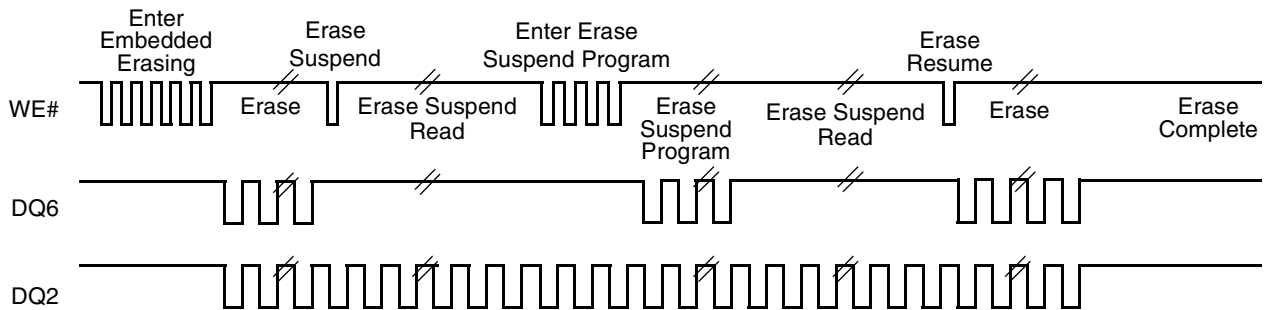 Enter
Embedded
Erasing
Erase
Suspend
Enter Erase
Suspend Program
Erase
Resume
WE#
Erase
Erase Suspend
Read
Erase
Suspend
Program
Erase Suspend
Read
Erase
Erase
Complete
DQ6
DQ2